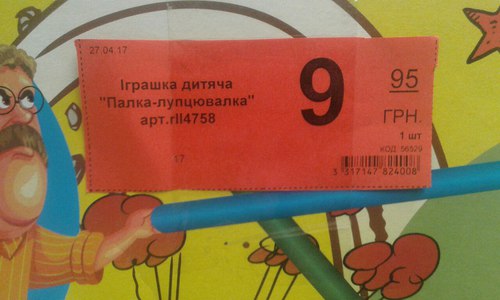 27.04.17
Іграшка дитяча
"Палка-лупцювалка"
арт.rll4758
9 95
ГРН.
1 шт
КОД: 56529
17
3 317147 824008